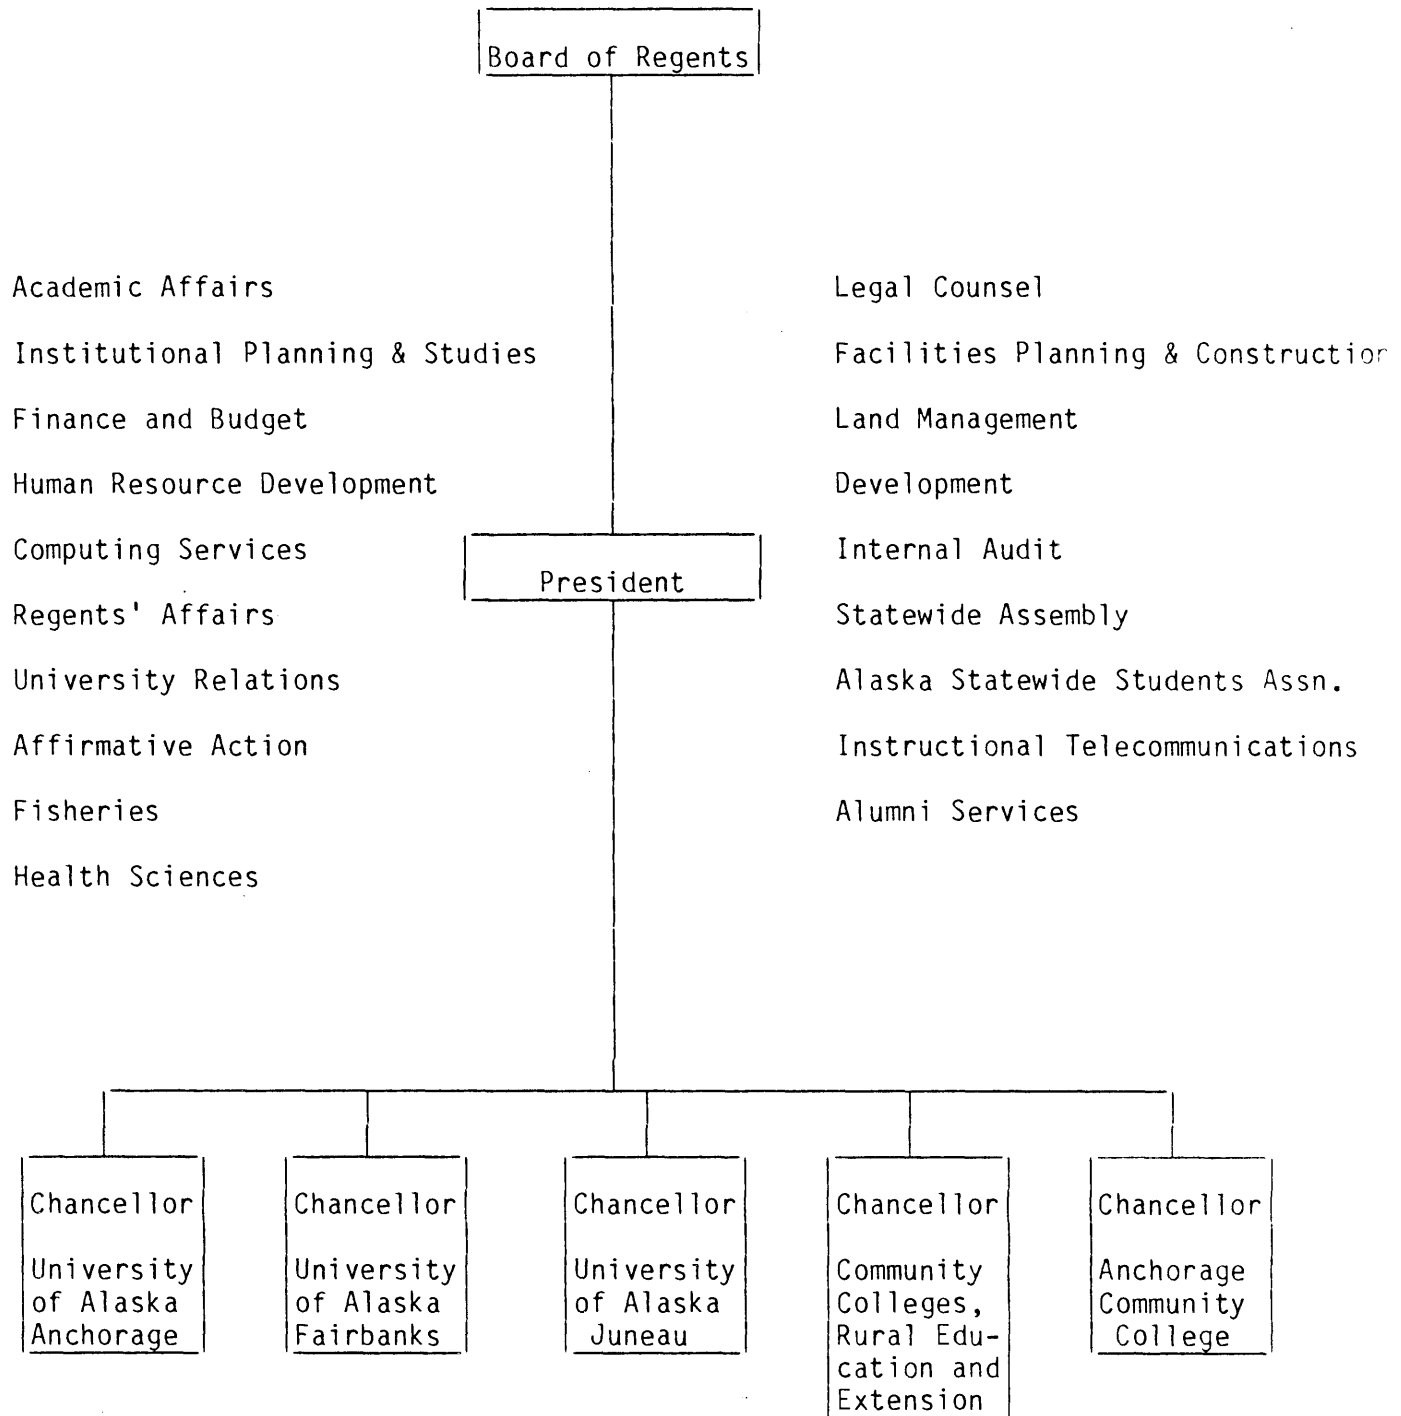 Board of Regents
Academic Affairs
Institutional Planning & Studies
Finance and Budget
Human Resource Development
Computing Services
Regents' Affairs
University Relations
Affirmative Action
Fisheries
Health Sciences
Legal Counsel
Facilities Planning & Construction
Land Management
Development
Internal Audit
Statewide Assembly
Alaska Statewide Students Assn.
Instructional Telecommunications
Alumni Services
President
Chancellor
University
of Alaska
Anchorage
Chancellor
University
of Alaska
Fairbanks
Chancellor
University
of Alaska
Juneau
Chancellor
Community
Colleges,
Rural Edu-
cation and
Extension
Chancellor
Anchorage
Community
College